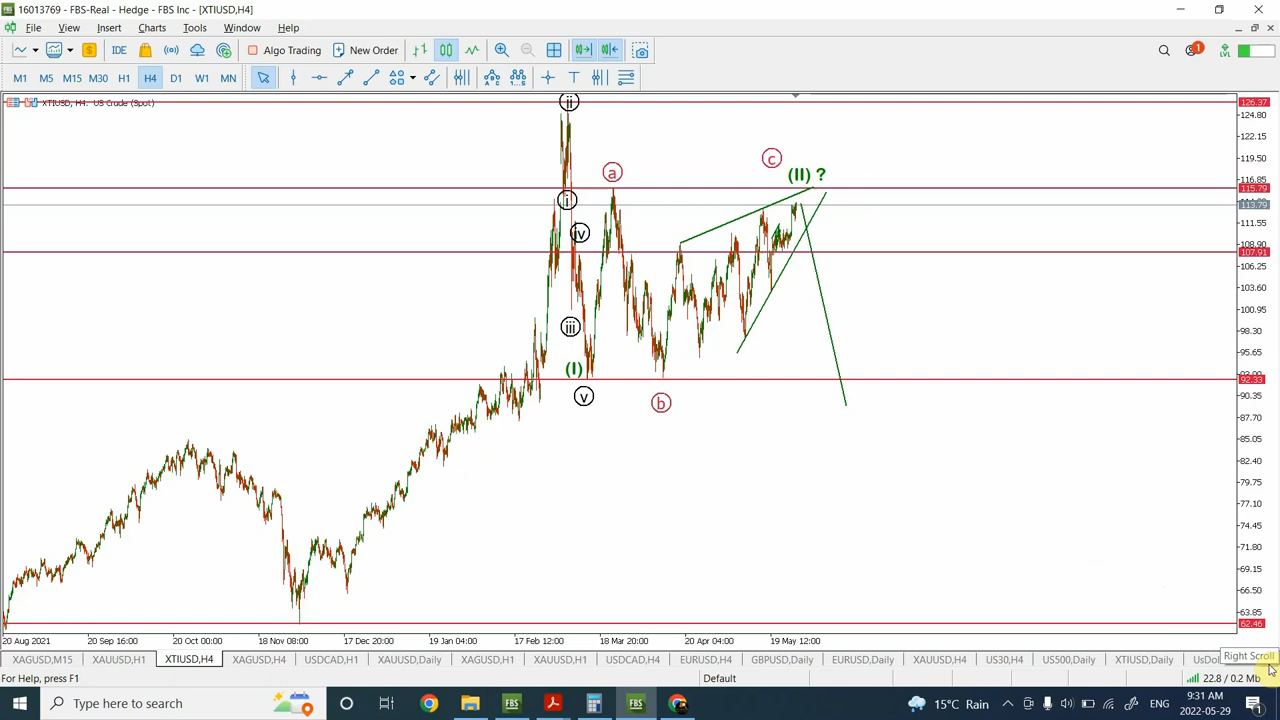 16013769 - FBS-Real - Hedge - FBS Inc - [XTIUSD,H4]
File View Insert Charts Tools Window Help
IDE Algo Trading New Order 1 LVL
M1 M5 M15 M30 H1 H4 D1 W1 MN
XTIUSD, H4: US Crude (Spot)
ii
126.37
124.80
122.15
119.50
c
a
(II) ?
115.79
i
113.79
iv
111.55
108.90
107.91
106.25
103.60
100.95
iii
98.30
95.65
(I)
92.33
v
b
90.35
87.70
85.05
82.40
79.75
77.10
74.45
71.80
69.15
66.50
63.85
62.46
20 Aug 2021 20 Sep 16:00 20 Oct 00:00 18 Nov 08:00 17 Dec 20:00 19 Jan 04:00 17 Feb 12:00 18 Mar 20:00 20 Apr 04:00 19 May 12:00
XAGUSD,M15 XAUUSD,H1 XTIUSD,H4 XAGUSD,H4 USDCAD,H1 XAUUSD,Daily XAGUSD,H1 USDCAD,H4 EURUSD,H4 GBPUSD,Daily EURUSD,Daily XAUUSD,H4 US500,Daily XTIUSD,Daily
Right Scroll
For Help, press F1 Default 22.8 / 0.2 Mb
Type here to search 15°C Rain 9:31 AM
2022-05-29 1